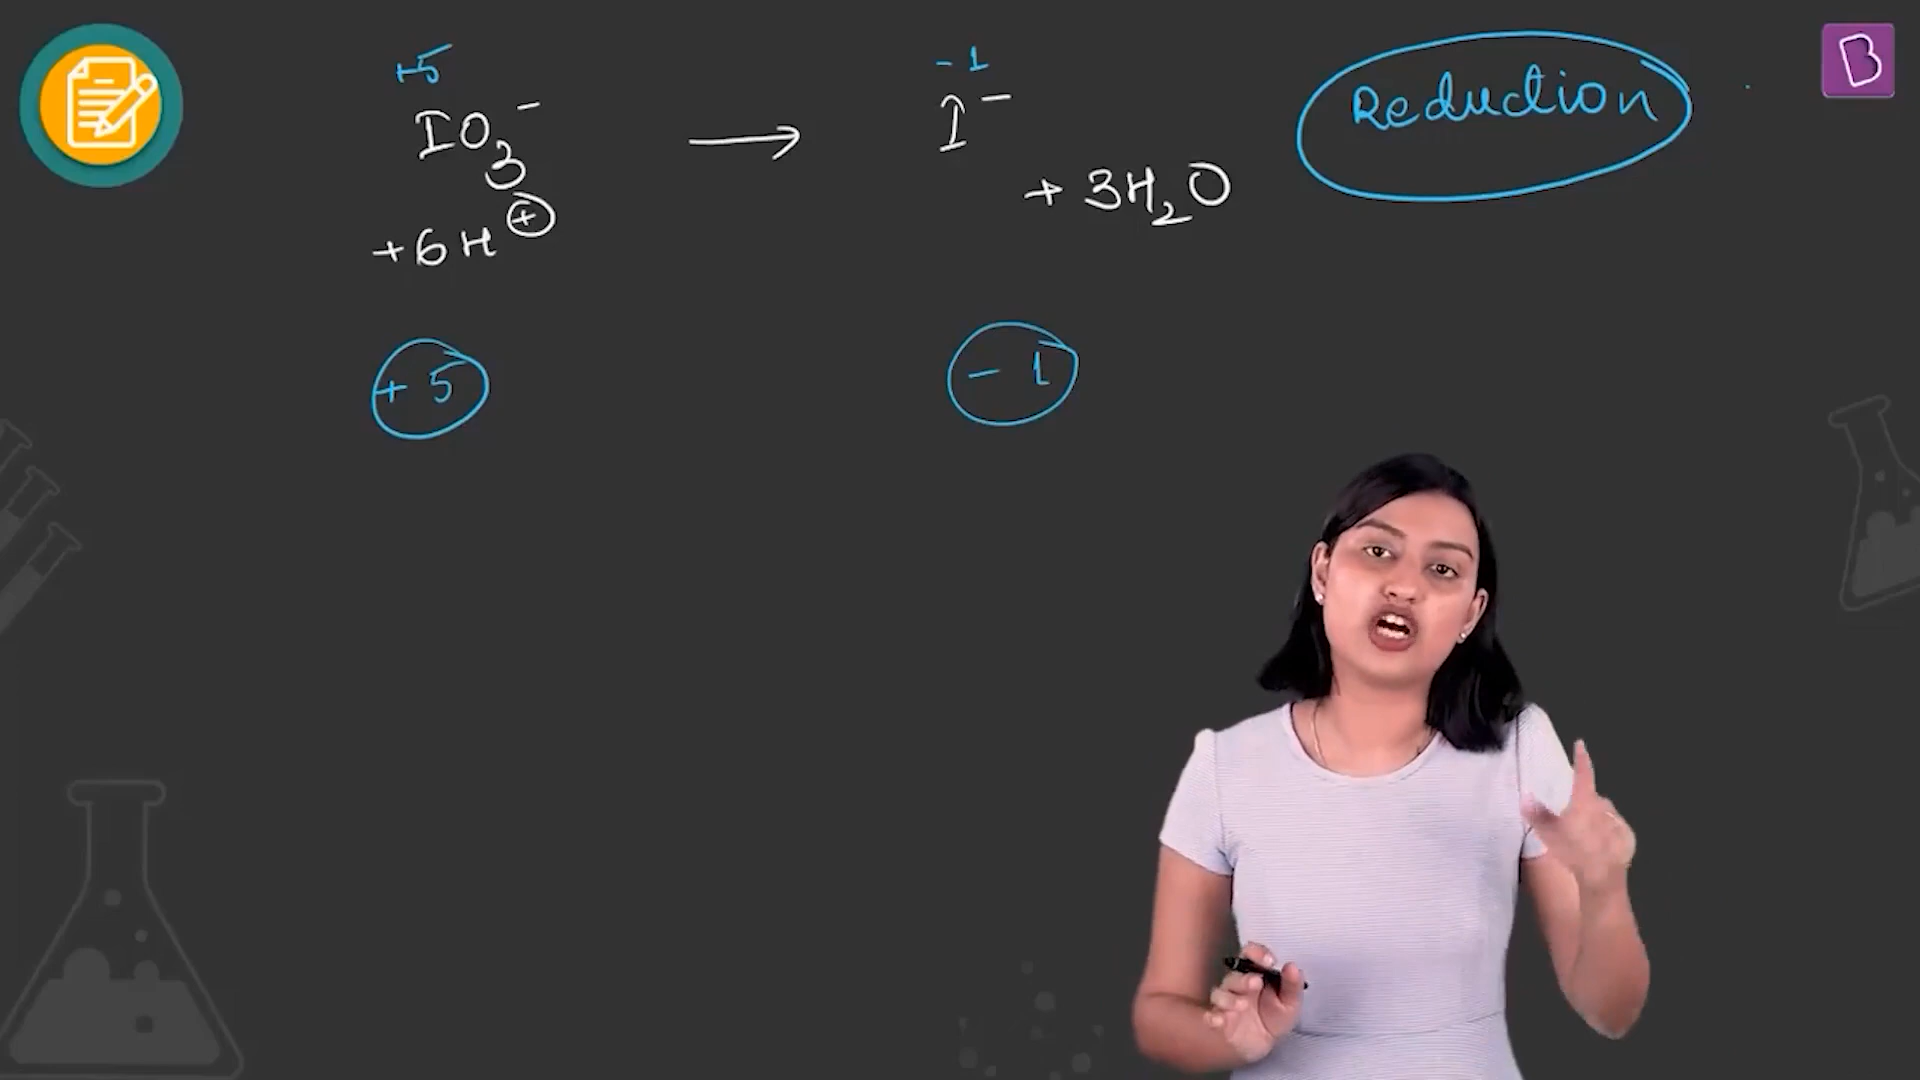 +5
-1
IO₃⁻ → I⁻ Reduction
+6H⊕ + 3H₂O
+5 -1
B